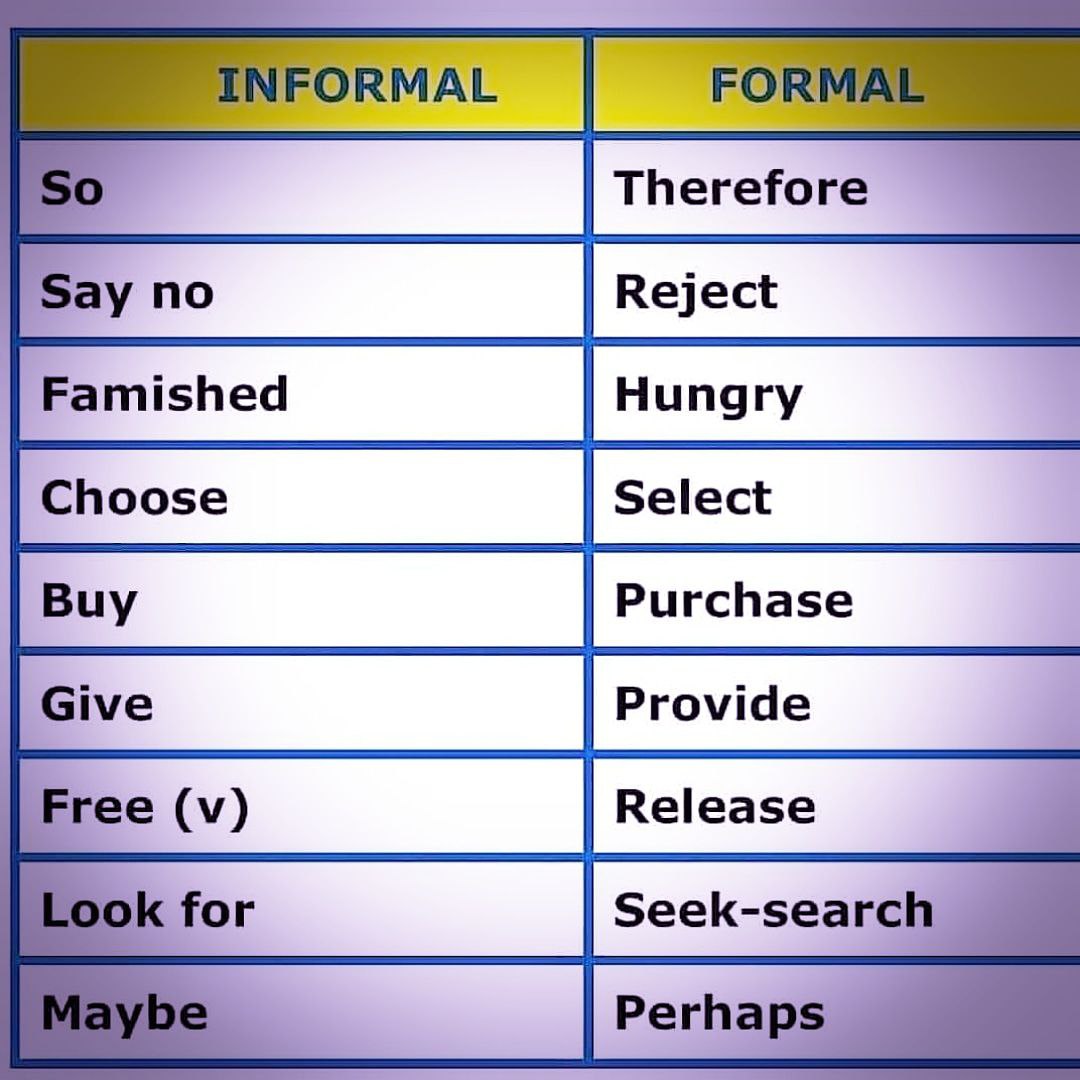 INFORMAL FORMAL
So Therefore
Say no Reject
Famished Hungry
Choose Select
Buy Purchase
Give Provide
Free (v) Release
Look for Seek-search
Maybe Perhaps